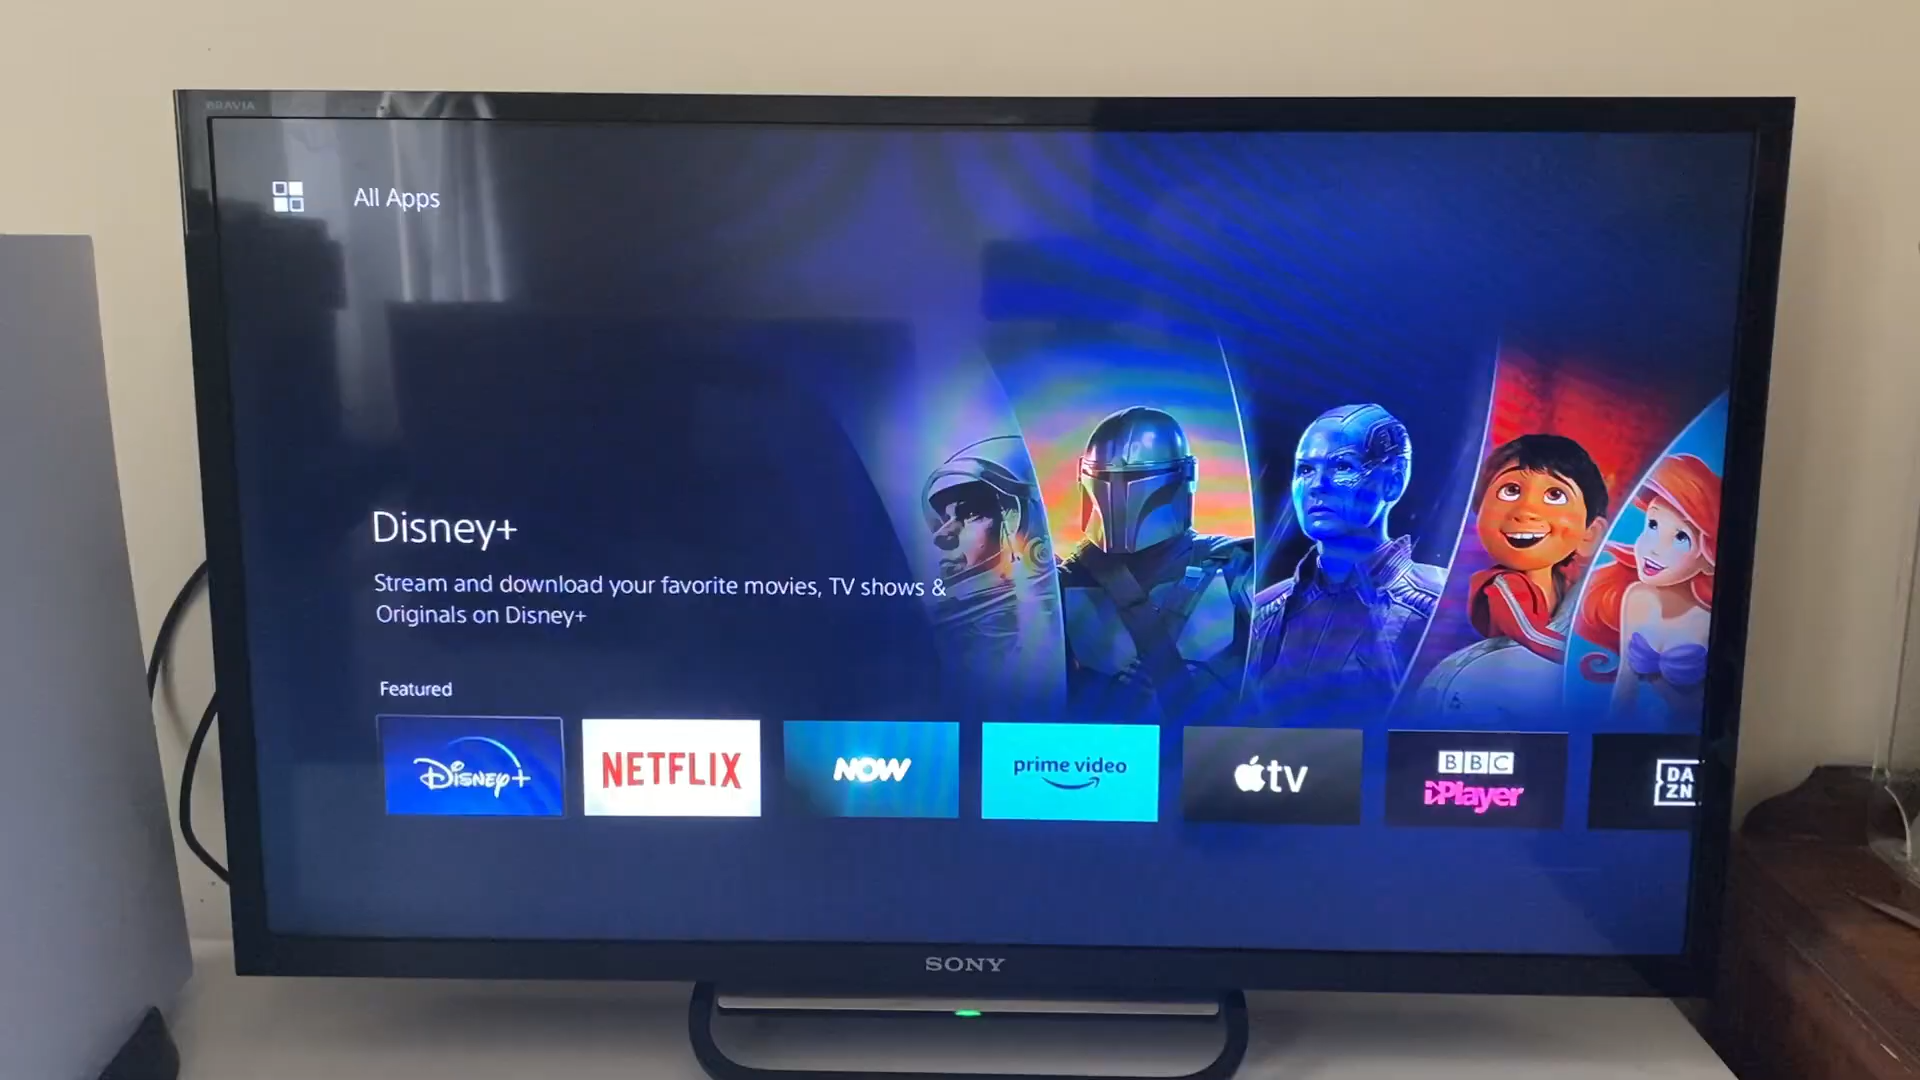 BRAVIA
All Apps
Disney+
Stream and download your favorite movies, TV shows &
Originals on Disney+
Featured
Disney+
NETFLIX
NOW
prime video
tv
BBC
iPlayer
DA
ZN
SONY